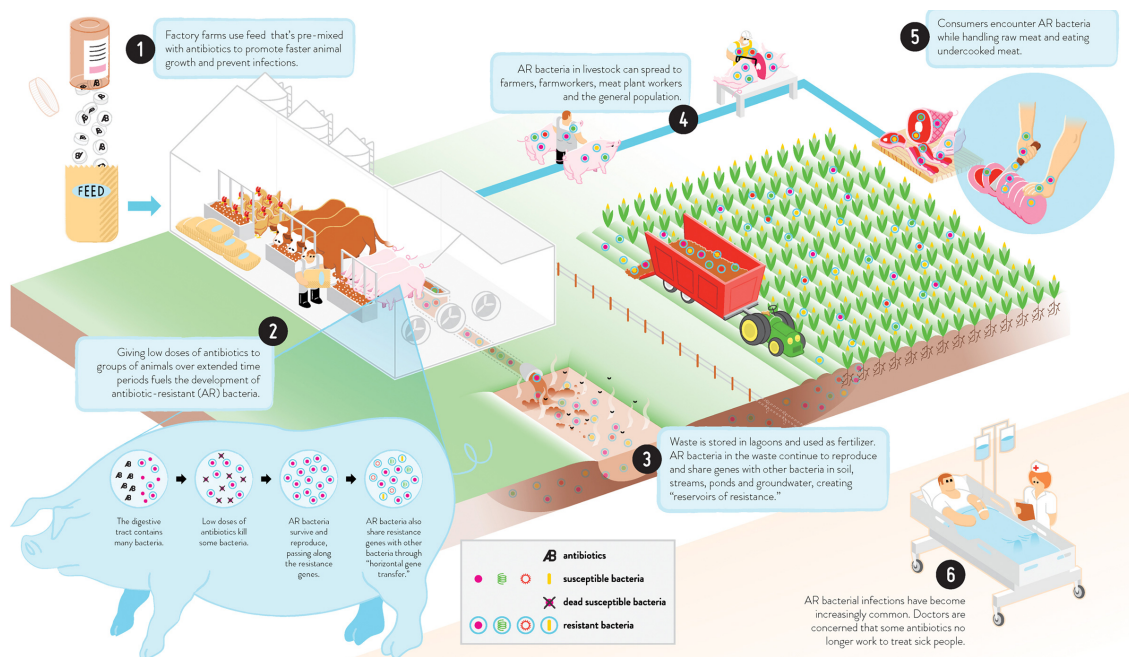 1
Factory farms use feed that's pre-mixed
with antibiotics to promote faster animal
growth and prevent infections.
AB
FEED
2
Giving low doses of antibiotics to
groups of animals over extended time
periods fuels the development of
antibiotic-resistant (AR) bacteria.
The digestive
tract contains
many bacteria.
Low doses of
antibiotics kill
some bacteria.
AR bacteria
survive and
reproduce,
passing along
the resistance
genes.
AR bacteria also
share resistance
genes with other
bacteria through
"horizontal gene
transfer."
3
Waste is stored in lagoons and used as fertilizer.
AR bacteria in the waste continue to reproduce
and share genes with other bacteria in soil,
streams, ponds and groundwater, creating
"reservoirs of resistance."
AR bacteria in livestock can spread to
farmers, farmworkers, meat plant workers
and the general population.
4
5
Consumers encounter AR bacteria
while handling raw meat and eating
undercooked meat.
6
AR bacterial infections have become
increasingly common. Doctors are
concerned that some antibiotics no
longer work to treat sick people.
AB antibiotics
susceptible bacteria
dead susceptible bacteria
resistant bacteria